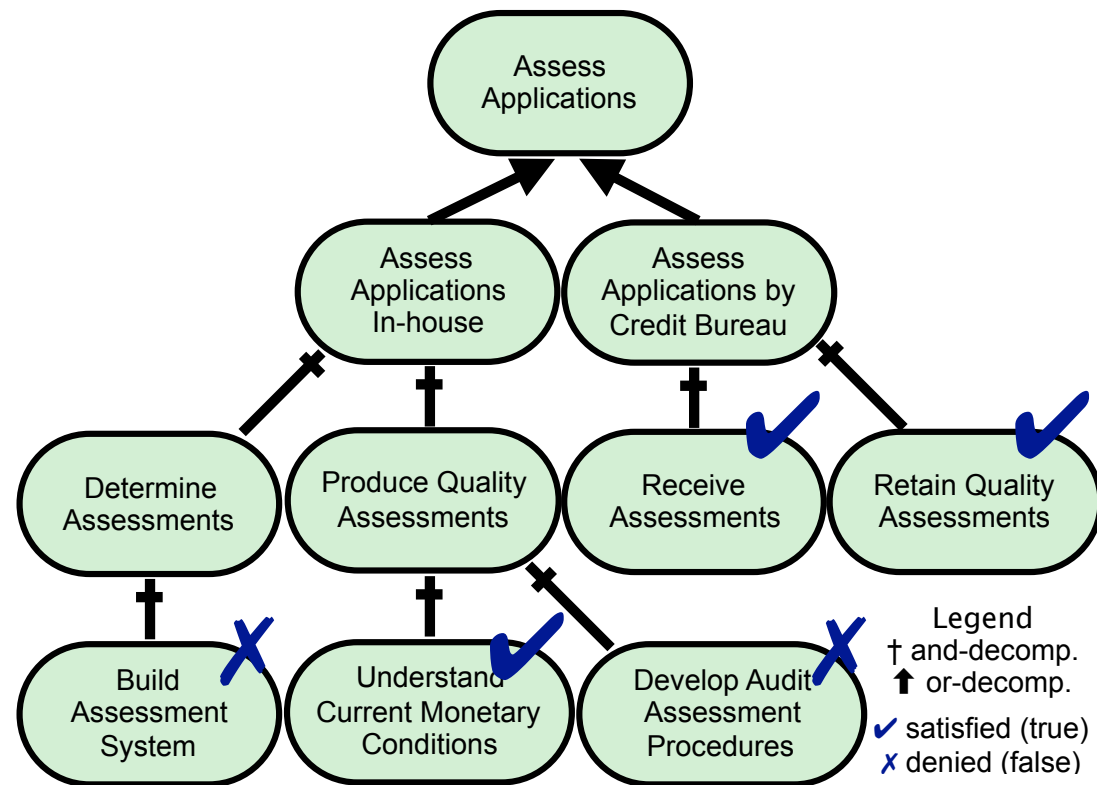 Assess
Applications
Assess
Applications
In-house
Assess
Applications by
Credit Bureau
Determine
Assessments
Produce Quality
Assessments
Receive
Assessments
Retain Quality
Assessments
Build
Assessment
System
Understand
Current Monetary
Conditions
Develop Audit
Assessment
Procedures
Legend
† and-decomp.
⬆ or-decomp.
✔ satisfied (true)
✗ denied (false)